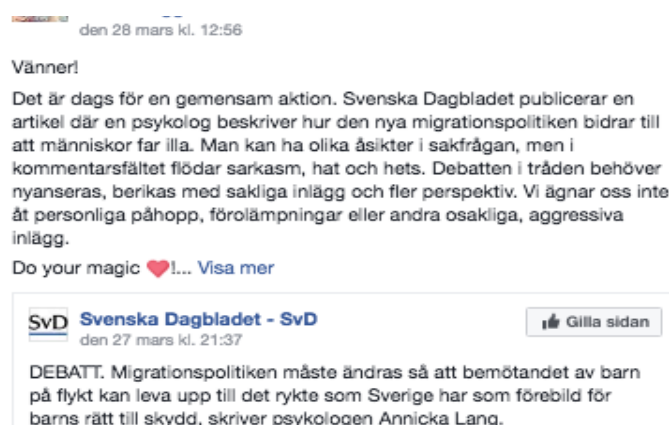 den 28 mars kl. 12:56
Vänner!
Det är dags för en gemensam aktion. Svenska Dagbladet publicerar en
artikel där en psykolog beskriver hur den nya migrationspolitiken bidrar till
att människor far illa. Man kan ha olika åsikter i sakfrågan, men i
kommentarsfältet flödar sarkasm, hat och hets. Debatten i tråden behöver
nyanseras, berikas med sakliga inlägg och fler perspektiv. Vi ägnar oss inte
åt personliga påhopp, förolämpningar eller andra osakliga, aggressiva
inlägg.
Do your magic ❤️!... Visa mer
SvD Svenska Dagbladet - SvD
Gilla sidan
den 27 mars kl. 21:37
DEBATT. Migrationspolitiken måste ändras så att bemötandet av barn
på flykt kan leva upp till det rykte som Sverige har som förebild för
barns rätt till skydd, skriver psykologen Annicka Lang.